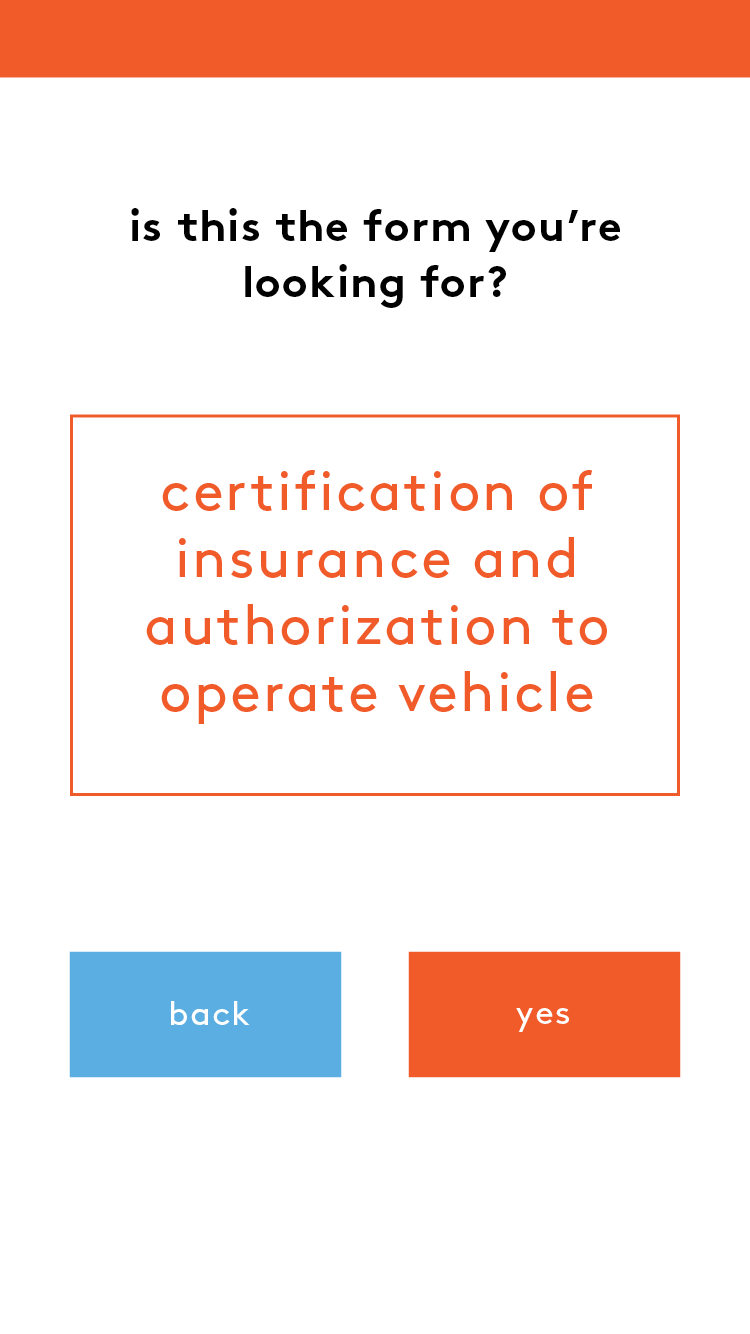 is this the form you’re
looking for?
certification of
insurance and
authorization to
operate vehicle
back
yes